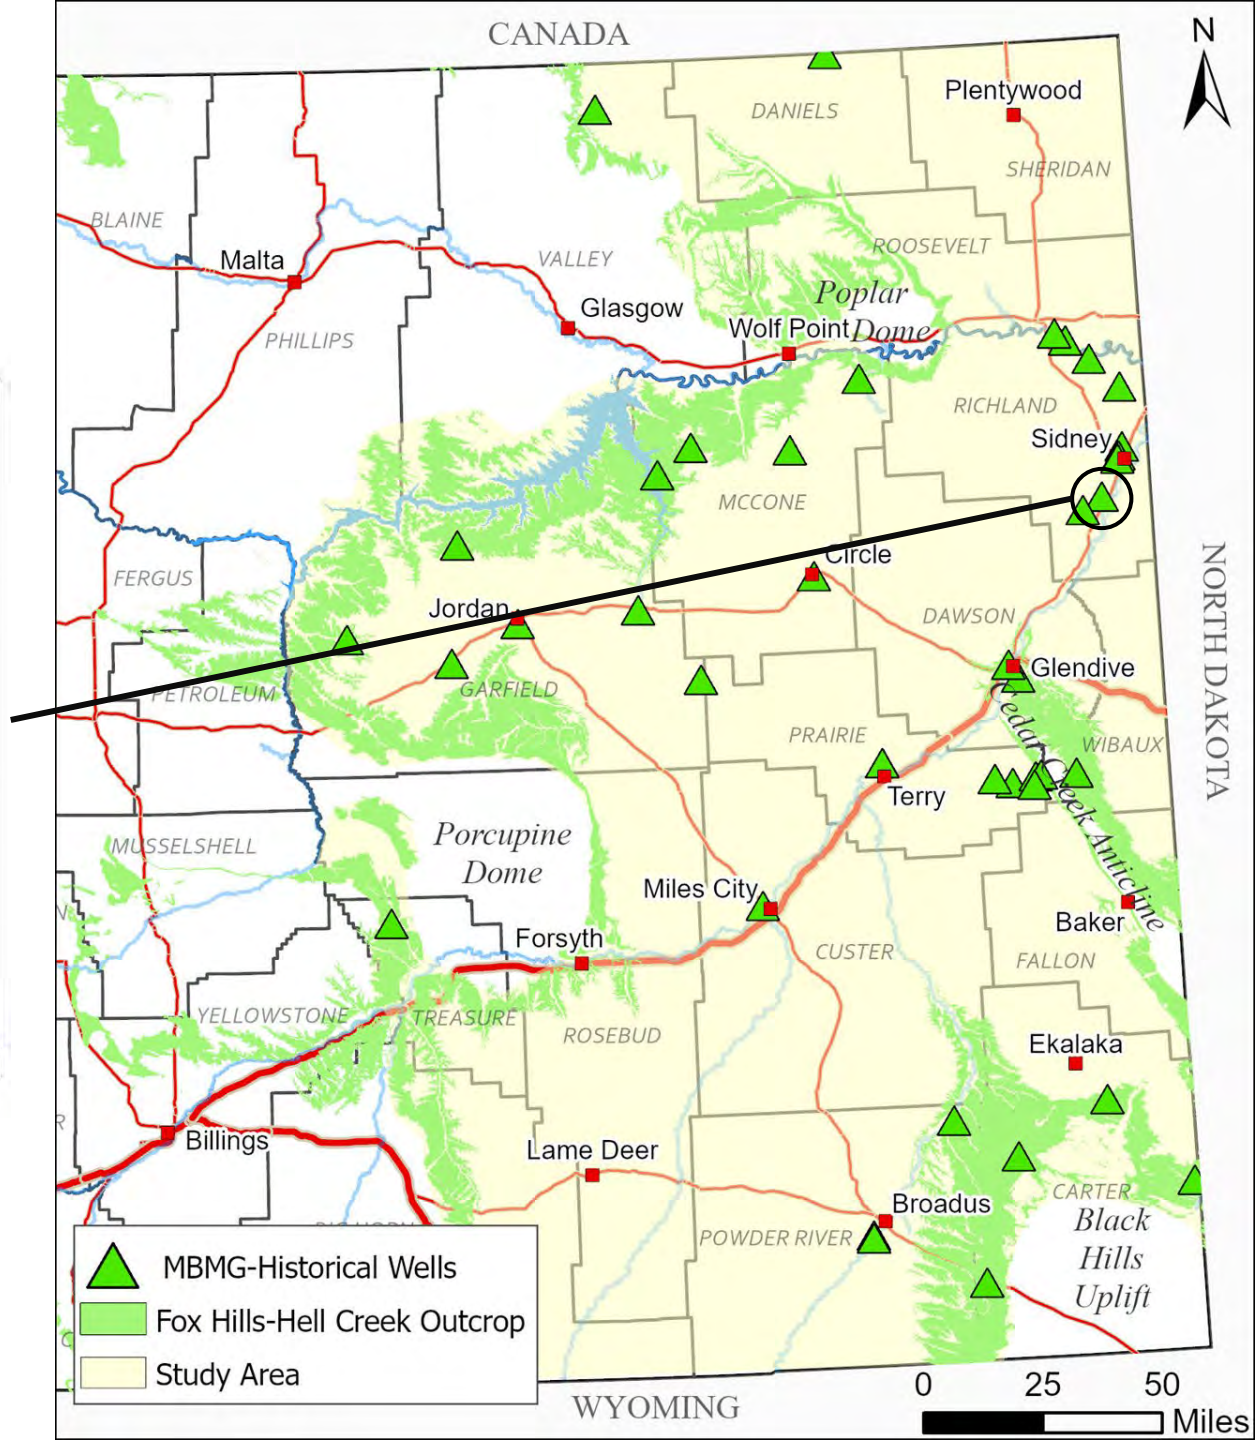 CANADA
N
Plentywood
DANIELS
SHERIDAN
BLAINE
ROOSEVELT
Malta
VALLEY
Poplar
Dome
Glasgow
Wolf Point
PHILLIPS
RICHLAND
Sidney
MCCONE
Circle
FERGUS
Jordan
DAWSON
NORTH DAKOTA
Glendive
PETROLEUM
GARFIELD
Cedar Creek Anticline
PRAIRIE
WIBAUX
Terry
Porcupine
Dome
MUSSELSHELL
Miles City
Baker
Forsyth
CUSTER
FALLON
YELLOWSTONE
TREASURE
ROSEBUD
Ekalaka
Billings
Lame Deer
CARTER
Broadus
Black
Hills
Uplift
POWDER RIVER
MBMG-Historical Wells
Fox Hills-Hell Creek Outcrop
Study Area
WYOMING
0 25 50
Miles